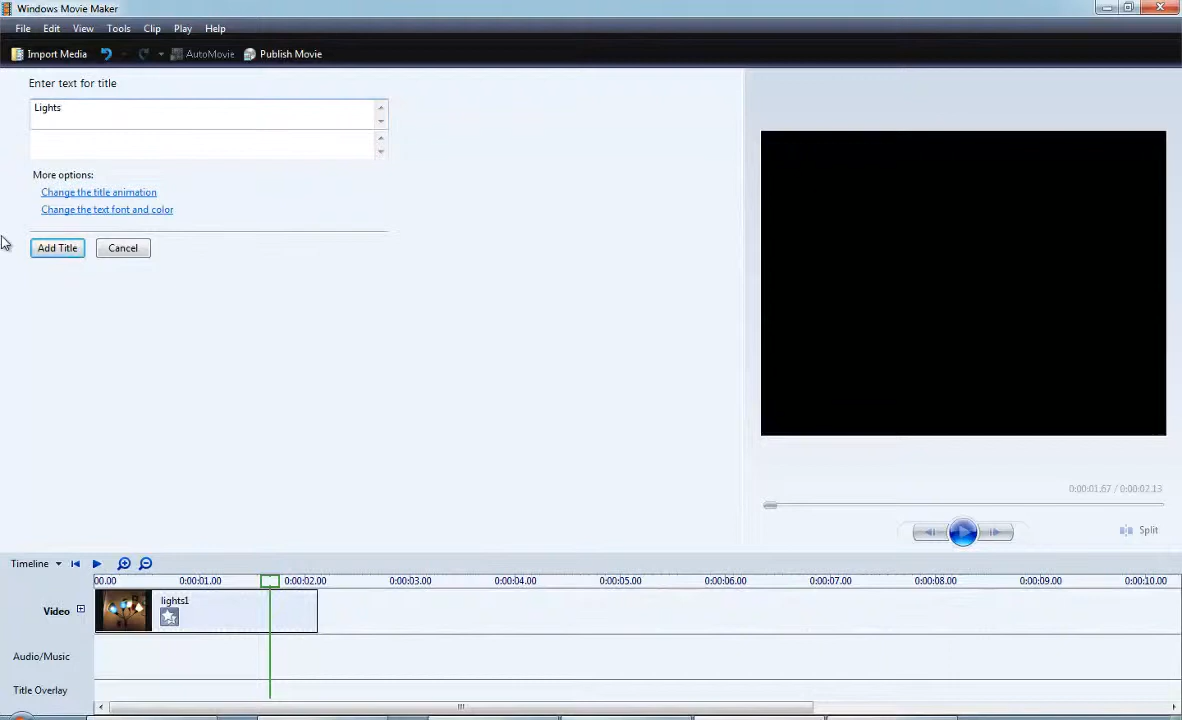 Windows Movie Maker
File Edit View Tools Clip Play Help
Import Media AutoMovie Publish Movie
Enter text for title
Lights
More options:
Change the title animation
Change the text font and color
Add Title Cancel
0:00:01.67 / 0:00:02.13
Split
Timeline
00.00 0:00:01.00 0:00:02.00 0:00:03.00 0:00:04.00 0:00:05.00 0:00:06.00 0:00:07.00 0:00:08.00 0:00:09.00 0:00:10.00
Video lights1
Audio/Music
Title Overlay